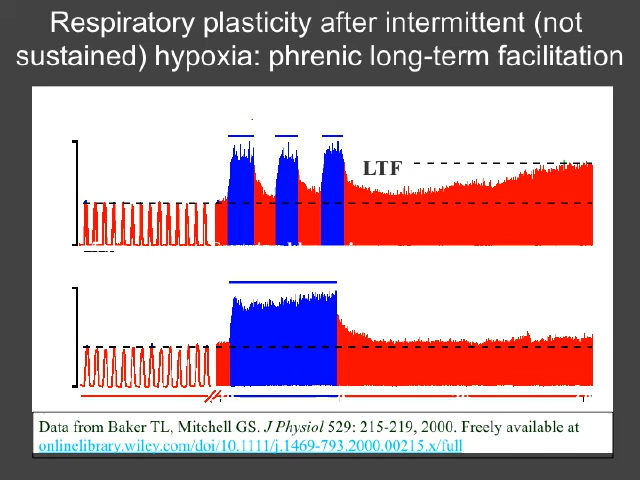 Respiratory plasticity after intermittent (not
sustained) hypoxia: phrenic long-term facilitation
LTF
Data from Baker TL, Mitchell GS. J Physiol 529: 215-219, 2000. Freely available at
onlinelibrary.wiley.com/doi/10.1111/j.1469-793.2000.00215.x/full